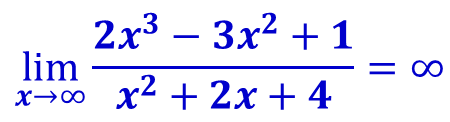 lim x→∞ (2x³ − 3x² + 1) / (x² + 2x + 4) = ∞